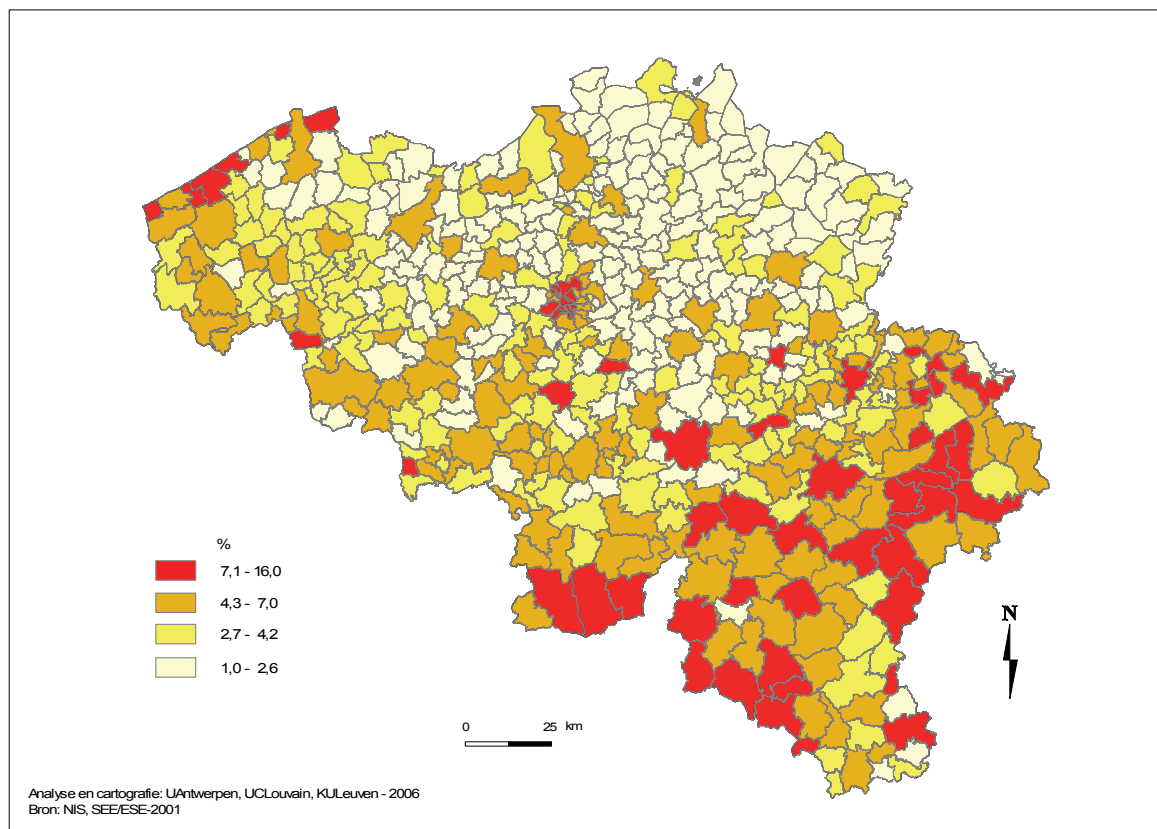 %
7,1 - 16,0
4,3 - 7,0
2,7 - 4,2
1,0 - 2,6
N
0 25 km
Analyse en cartografie: UAntwerpen, UCLouvain, KULeuven - 2006
Bron: NIS, SEE/ESE-2001